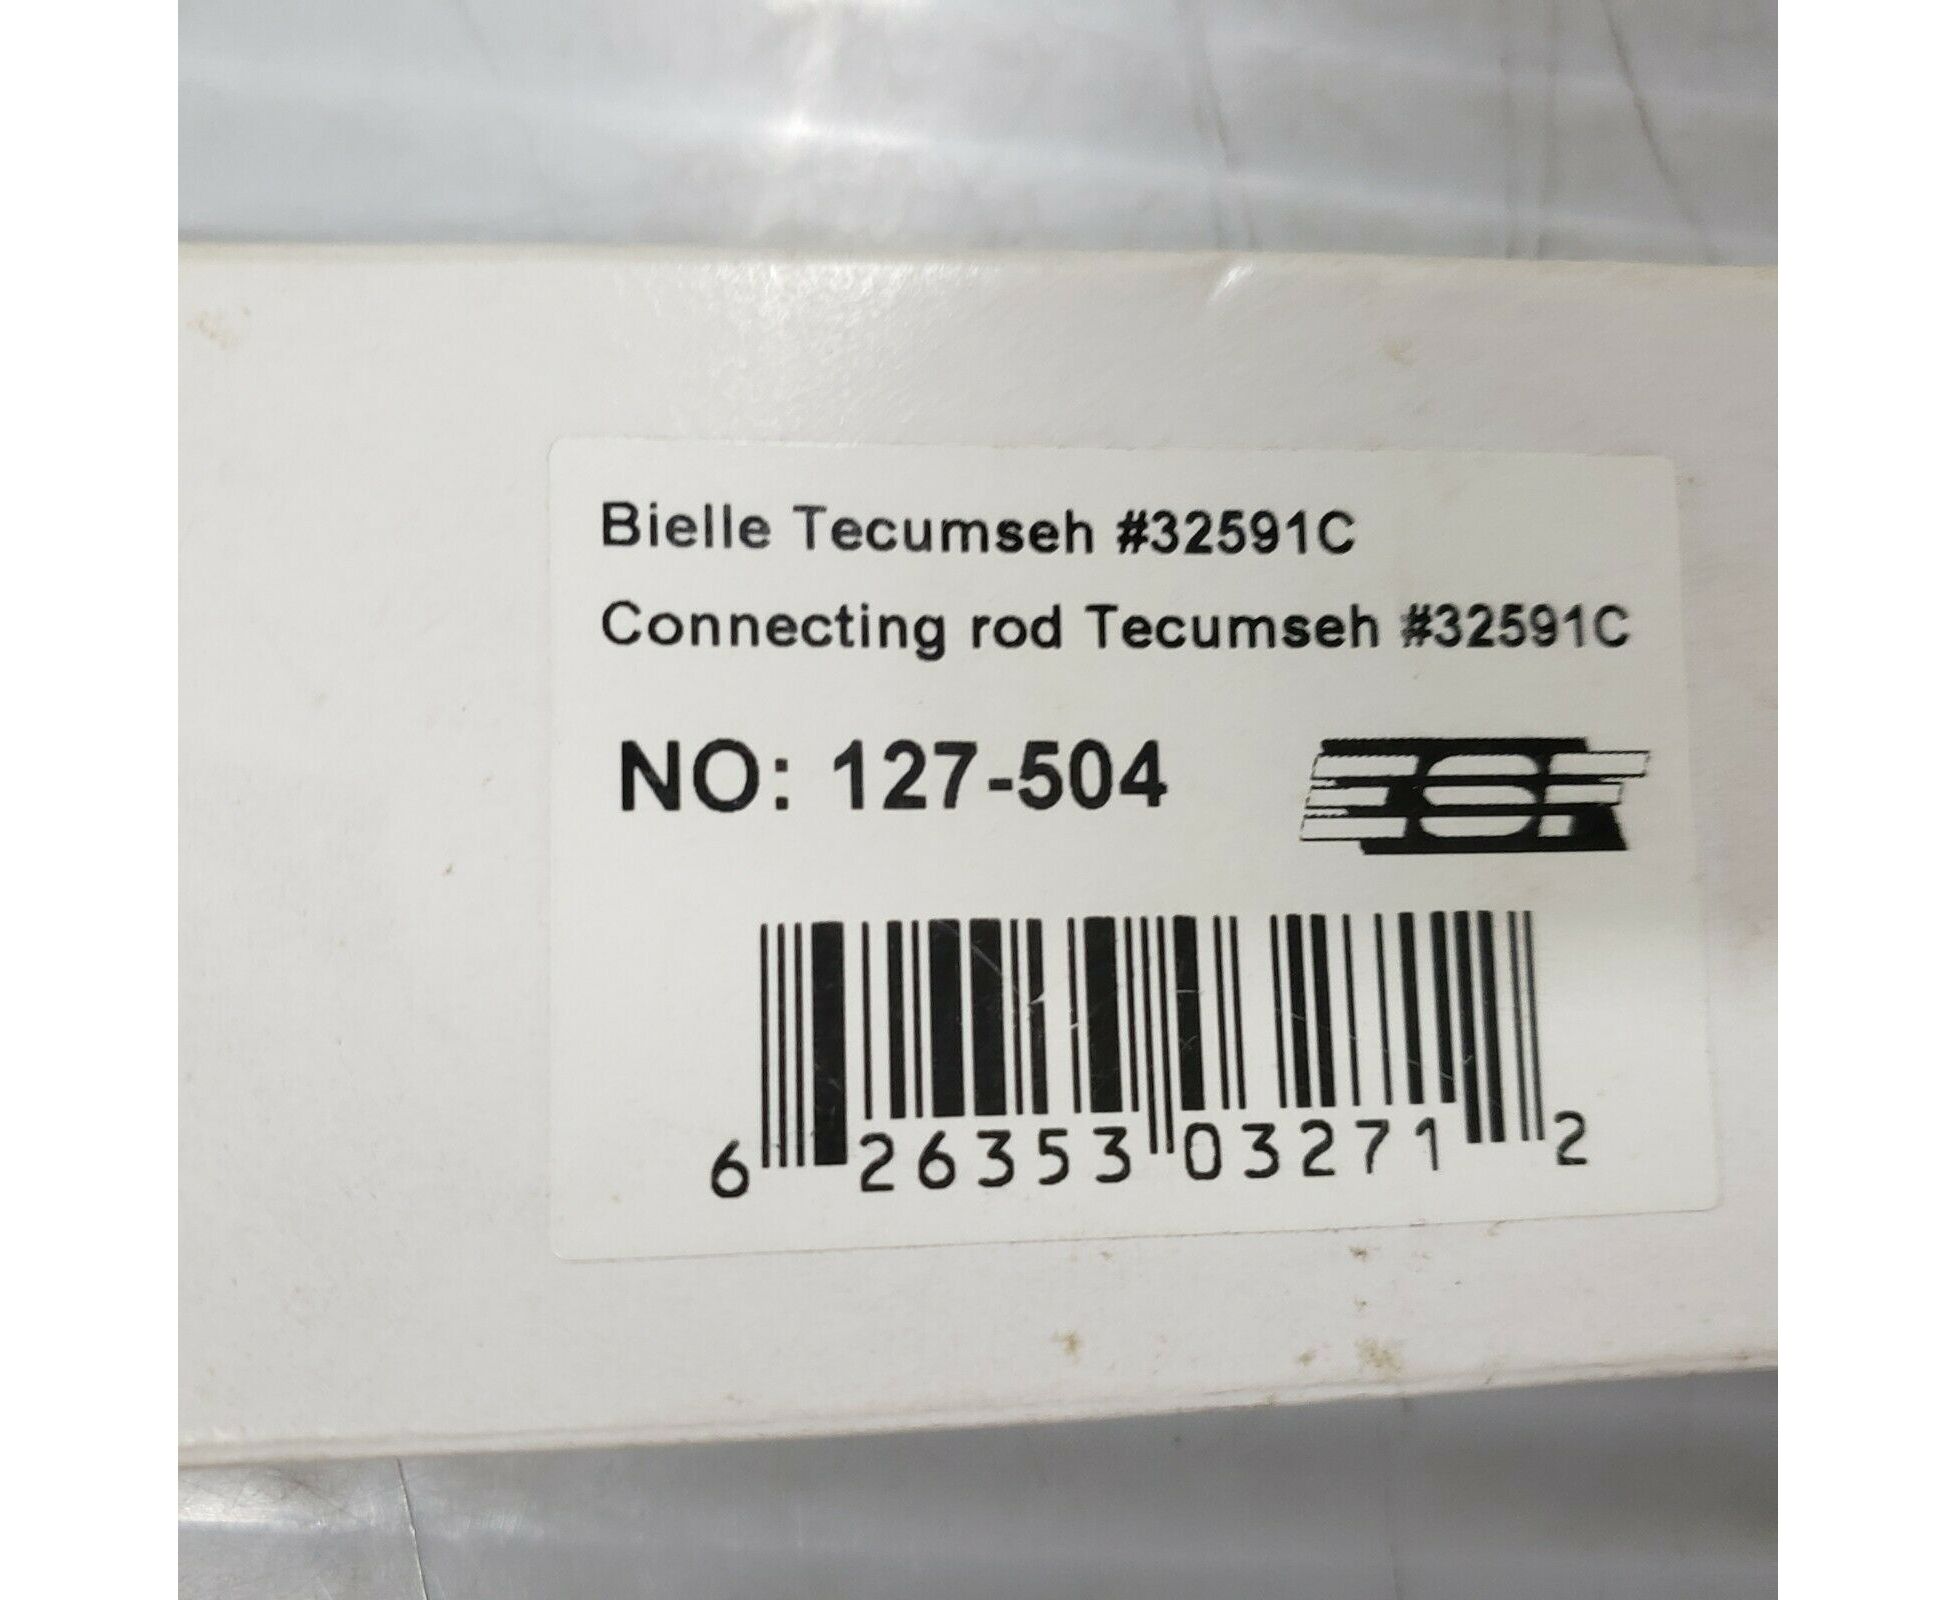 Bielle Tecumseh #32591C
Connecting rod Tecumseh #32591C
NO: 127-504
6 26353 03271 2